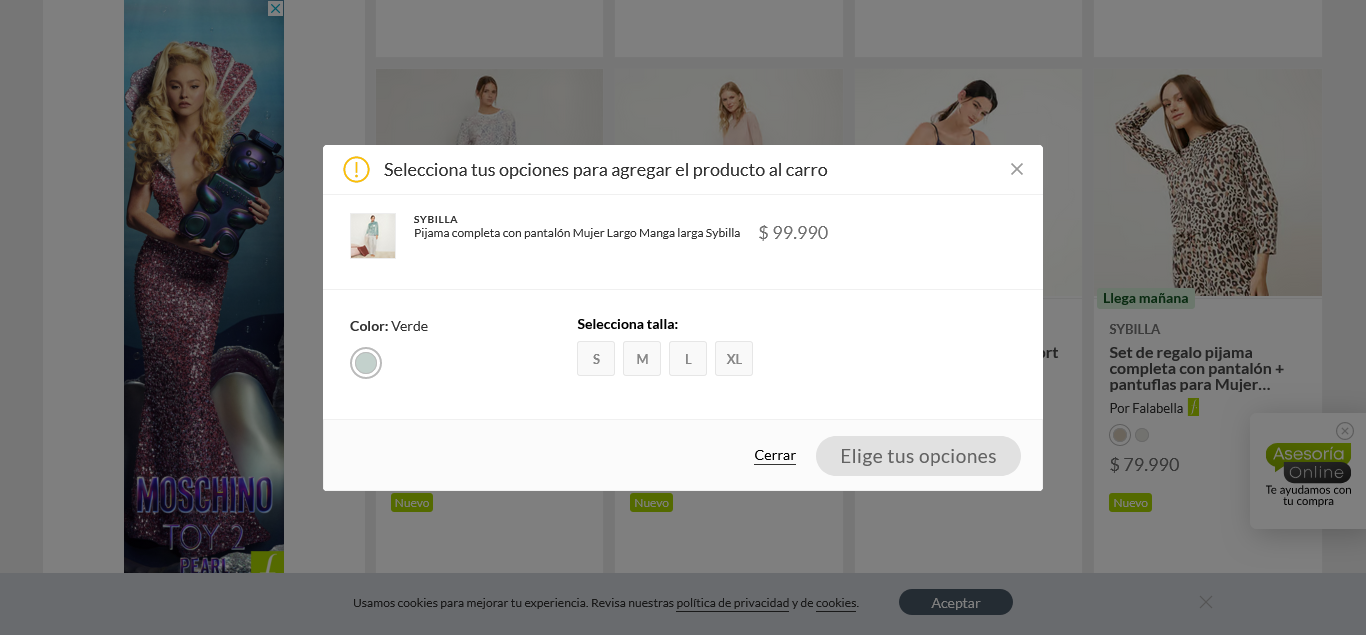 Selecciona tus opciones para agregar el producto al carro
SYBILLA
Pijama completa con pantalón Mujer Largo Manga larga Sybilla
$ 99.990
Color: Verde
Selecciona talla:
S
M
L
XL
Cerrar
Elige tus opciones
MOSCHINO
TOY 2
PEARL
Nuevo
Nuevo
ort
Llega mañana
SYBILLA
Set de regalo pijama
completa con pantalón +
pantuflas para Mujer...
Por Falabella
$ 79.990
Nuevo
Asesoría
Online
Te ayudamos con
tu compra
Usamos cookies para mejorar tu experiencia. Revisa nuestras política de privacidad y de cookies.
Aceptar